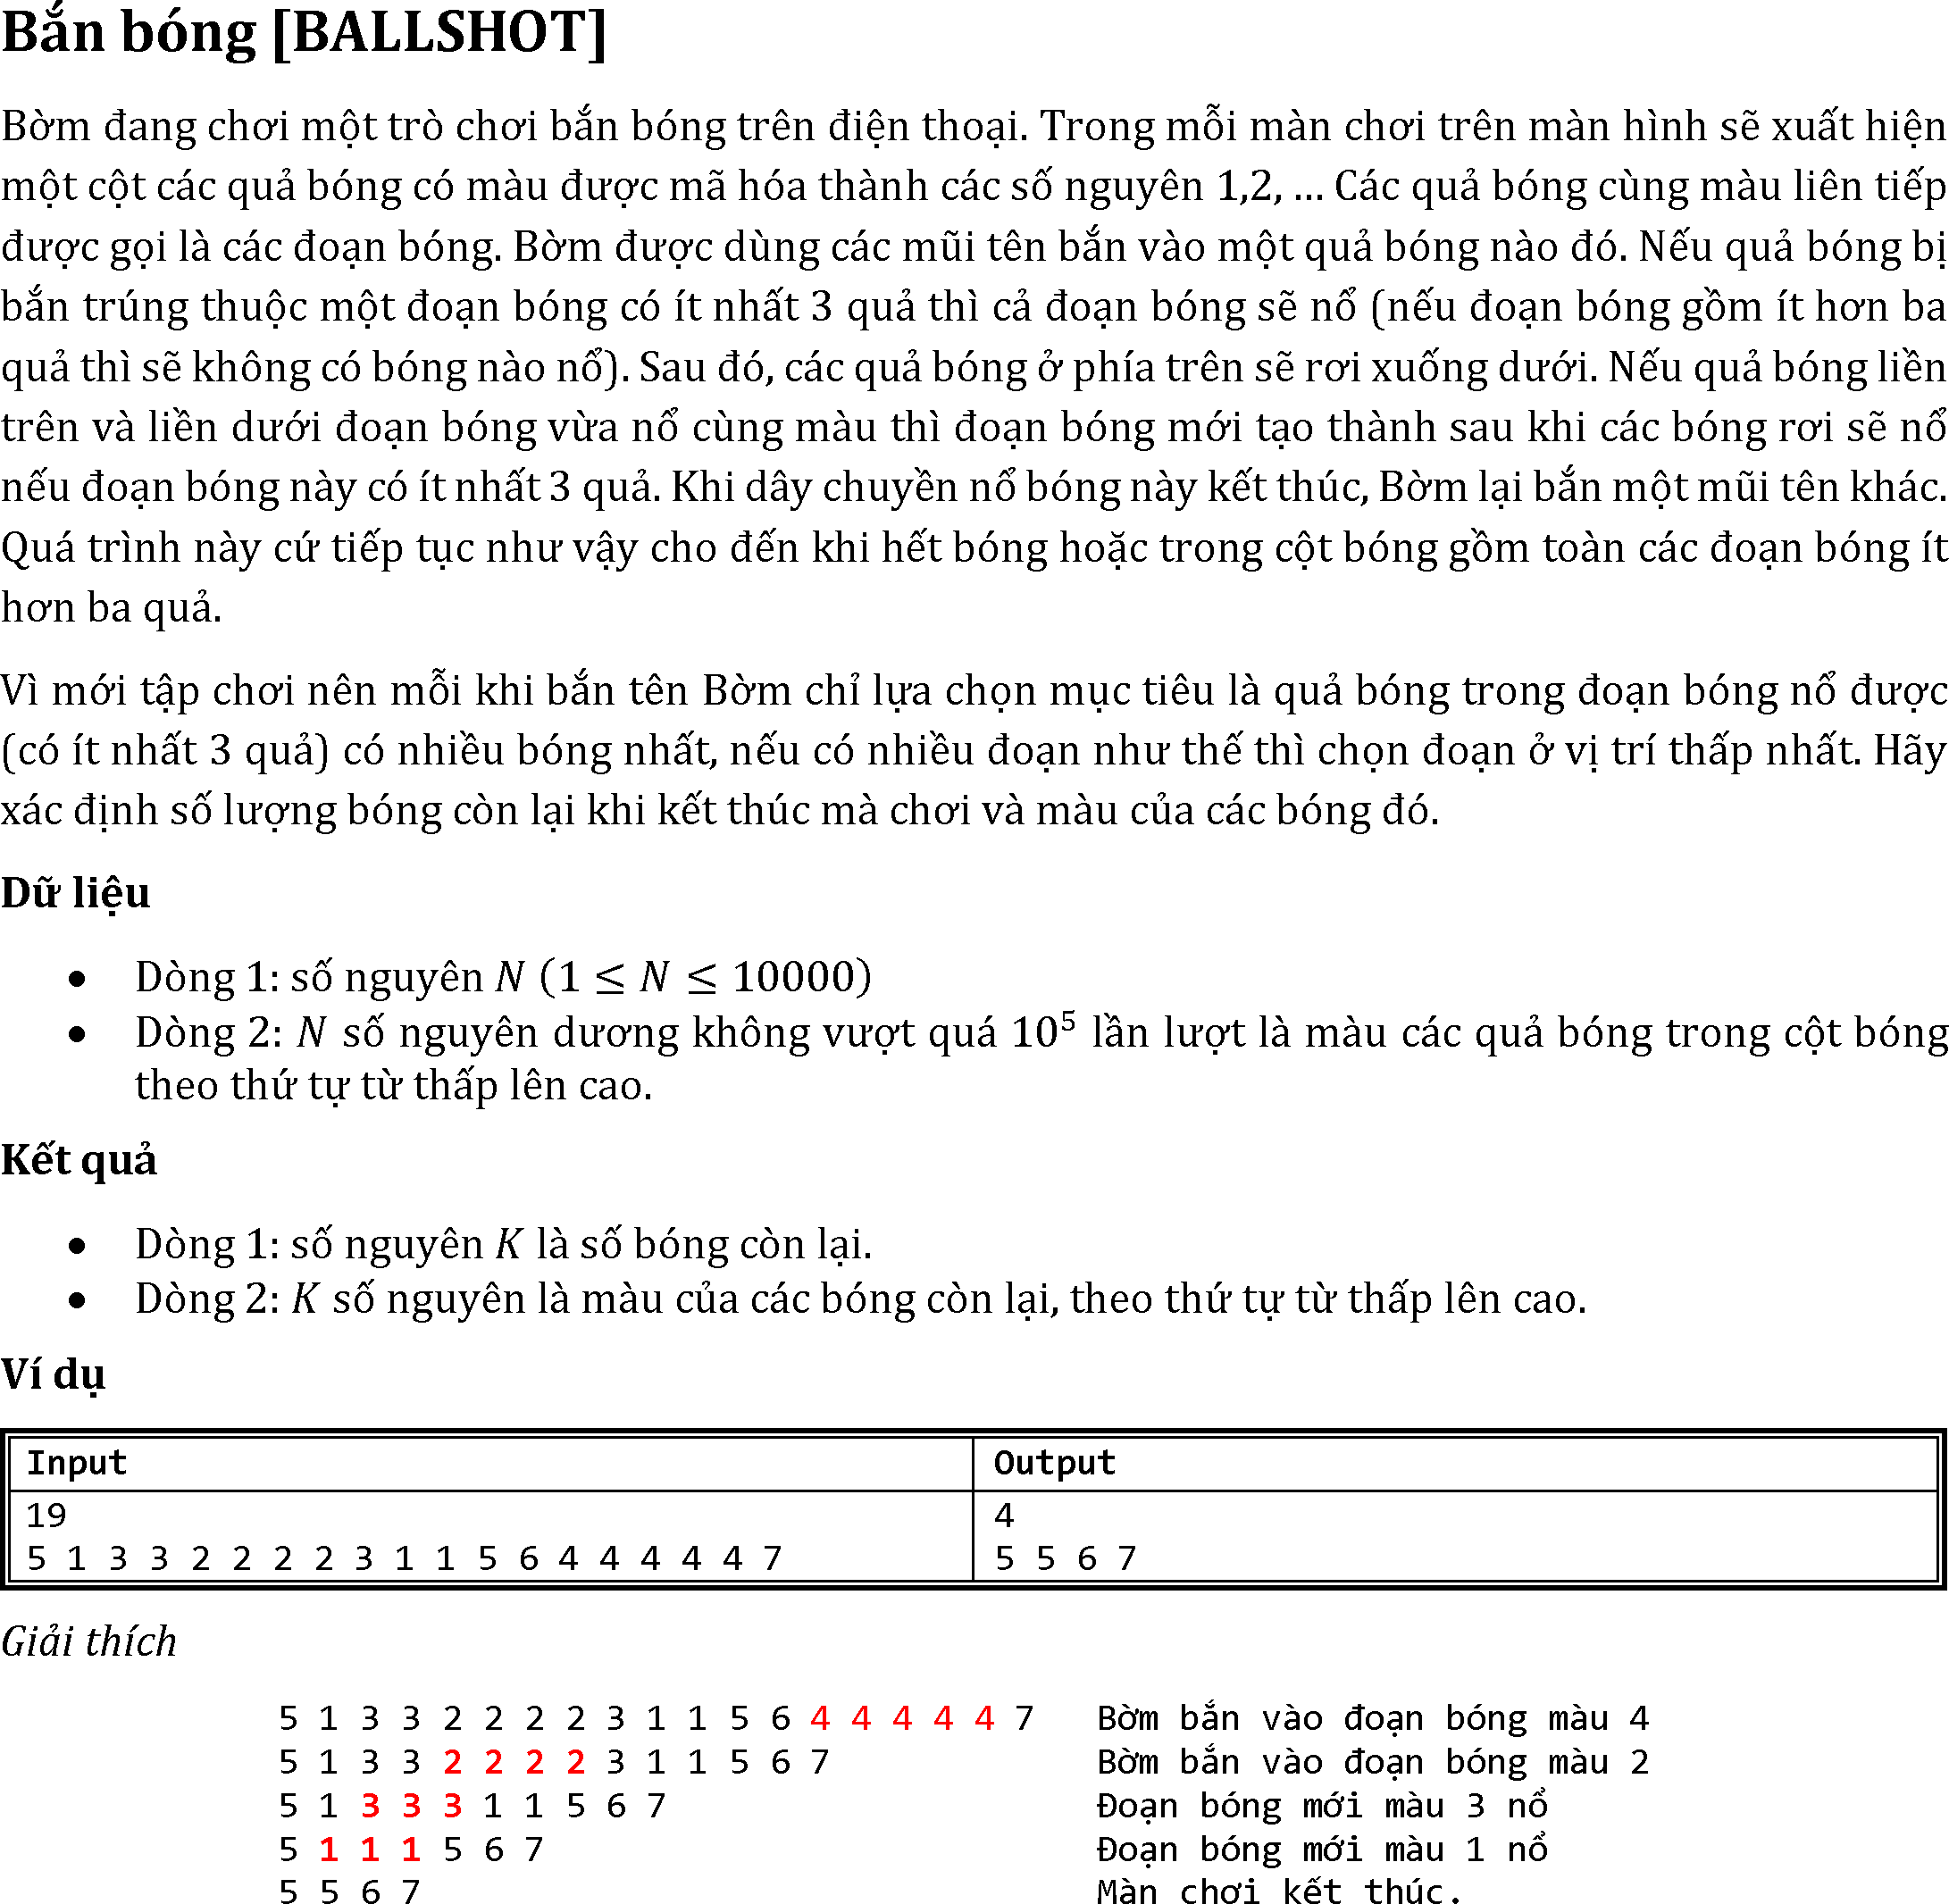 Bắn bóng [BALLSHOT]
Bờm đang chơi một trò chơi bắn bóng trên điện thoại. Trong mỗi màn chơi trên màn hình sẽ xuất hiện
một cột các quả bóng có màu được mã hóa thành các số nguyên 1,2, ... Các quả bóng cùng màu liên tiếp
được gọi là các đoạn bóng. Bờm được dùng các mũi tên bắn vào một quả bóng nào đó. Nếu quả bóng bị
bắn trúng thuộc một đoạn bóng có ít nhất 3 quả thì cả đoạn bóng sẽ nổ (nếu đoạn bóng gồm ít hơn ba
quả thì sẽ không có bóng nào nổ). Sau đó, các quả bóng ở phía trên sẽ rơi xuống dưới. Nếu quả bóng liền
trên và liền dưới đoạn bóng vừa nổ cùng màu thì đoạn bóng mới tạo thành sau khi các bóng rơi sẽ nổ
nếu đoạn bóng này có ít nhất 3 quả. Khi dây chuyền nổ bóng này kết thúc, Bờm lại bắn một mũi tên khác.
Quá trình này cứ tiếp tục như vậy cho đến khi hết bóng hoặc trong cột bóng gồm toàn các đoạn bóng ít
hơn ba quả.
Vì mới tập chơi nên mỗi khi bắn tên Bờm chỉ lựa chọn mục tiêu là quả bóng trong đoạn bóng nổ được
(có ít nhất 3 quả) có nhiều bóng nhất, nếu có nhiều đoạn như thế thì chọn đoạn ở vị trí thấp nhất. Hãy
xác định số lượng bóng còn lại khi kết thúc mà chơi và màu của các bóng đó.
Dữ liệu
• Dòng 1: số nguyên N (1 ≤ N ≤ 10000)
• Dòng 2: N số nguyên dương không vượt quá 10⁵ lần lượt là màu các quả bóng trong cột bóng
theo thứ tự từ thấp lên cao.
Kết quả
• Dòng 1: số nguyên K là số bóng còn lại.
• Dòng 2: K số nguyên là màu của các bóng còn lại, theo thứ tự từ thấp lên cao.
Ví dụ
Input Output
19 4
5 1 3 3 2 2 2 2 3 1 1 5 6 4 4 4 4 4 7 5 5 6 7
Giải thích
5 1 3 3 2 2 2 2 3 1 1 5 6 4 4 4 4 4 7 Bờm bắn vào đoạn bóng màu 4
5 1 3 3 2 2 2 2 3 1 1 5 6 7 Bờm bắn vào đoạn bóng màu 2
5 1 3 3 3 1 1 5 6 7 Đoạn bóng mới màu 3 nổ
5 1 1 1 5 6 7 Đoạn bóng mới màu 1 nổ
5 5 6 7 Màn chơi kết thúc.